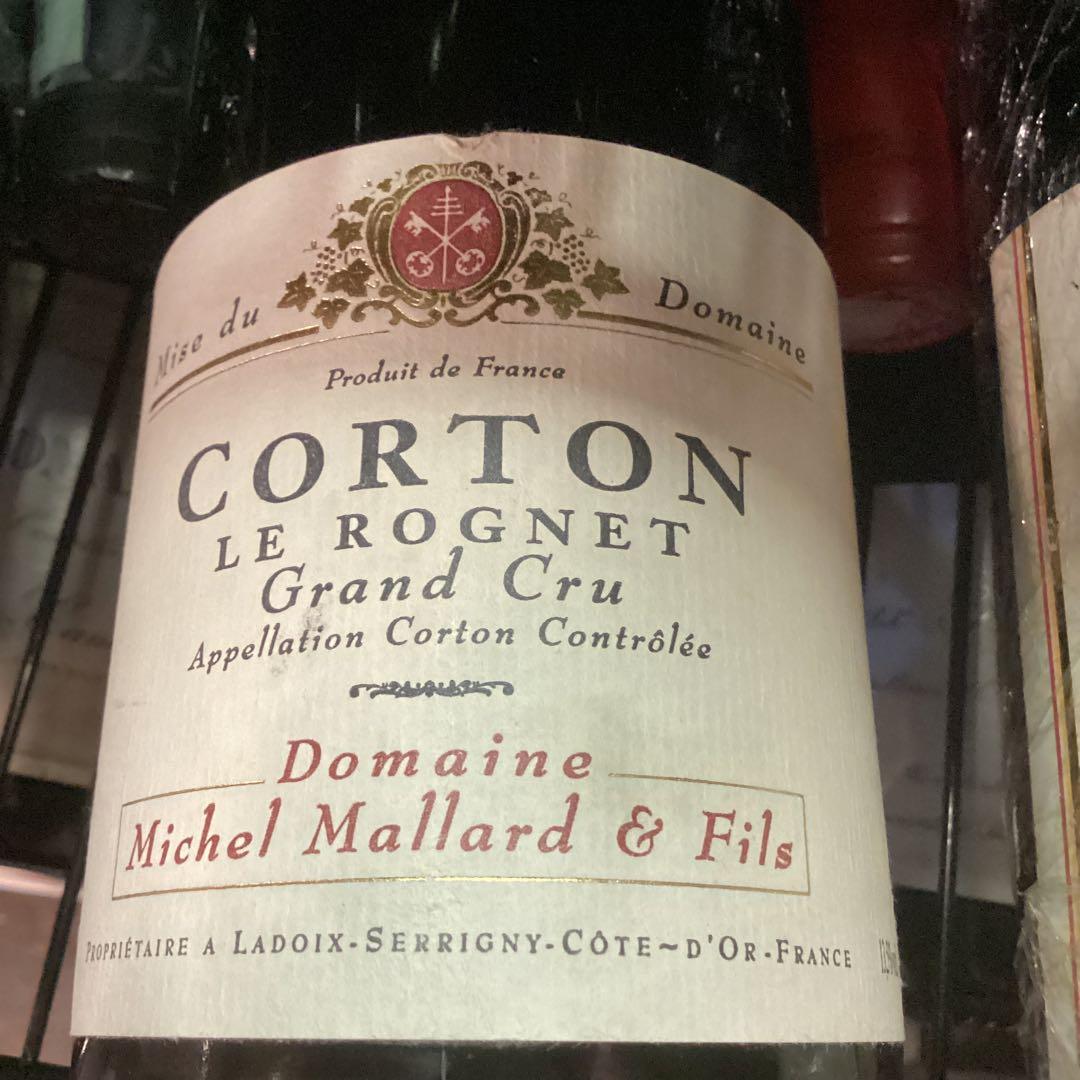 Mise du Domaine
Produit de France
CORTON
LE ROGNET
Grand Cru
Appellation Corton Contrôlée
Domaine
Michel Mallard & Fils
PROPRIÉTAIRE A LADOIX-SERRIGNY-CÔTE~D'OR-FRANCE